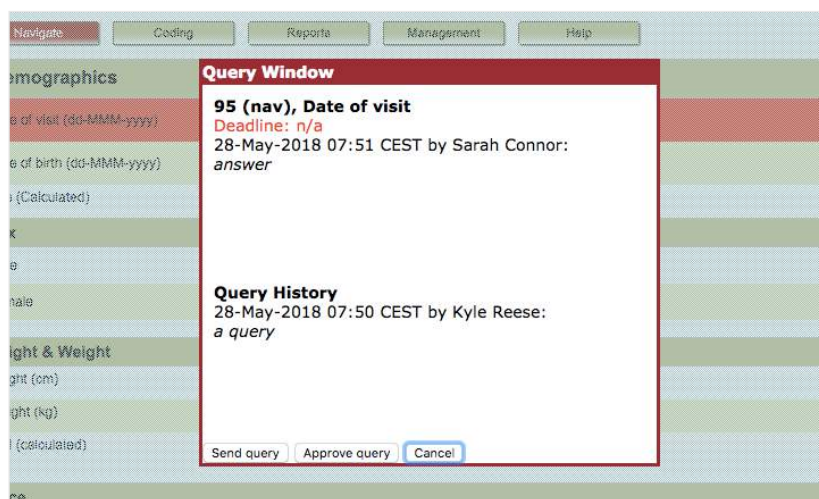 Navigate
Coding
Reports
Management
Help
emographics
e of visit (dd-MMM-yyyy)
e of birth (dd-MMM-yyyy)
(Calculated)
x
e
nale
ight & Weight
ght (cm)
ght (kg)
I (calculated)
ce
Query Window
95 (nav), Date of visit
Deadline: n/a
28-May-2018 07:51 CEST by Sarah Connor:
answer
Query History
28-May-2018 07:50 CEST by Kyle Reese:
a query
Send query
Approve query
Cancel